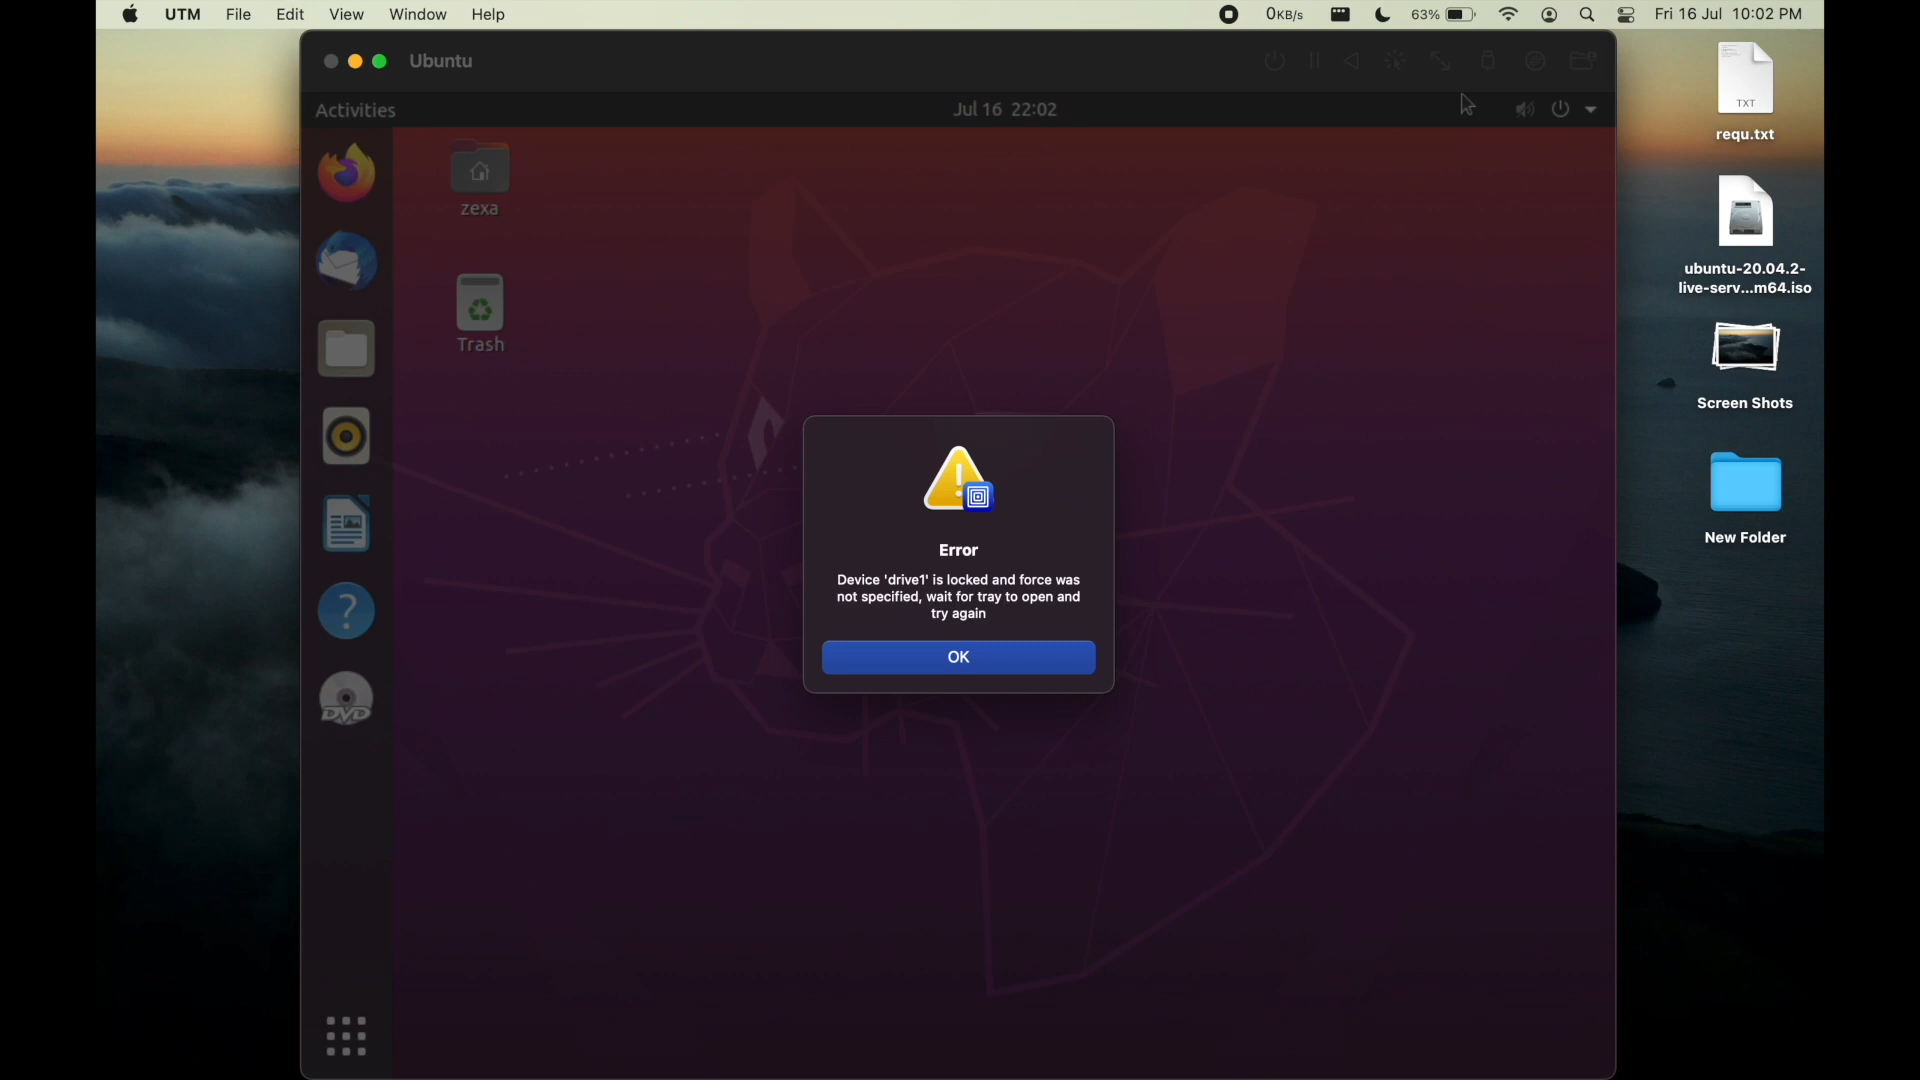 UTM File Edit View Window Help 0KB/s 63% Fri 16 Jul 10:02 PM
Ubuntu
Activities Jul 16 22:02
zexa
Trash
DVD
Error
Device 'drive1' is locked and force was
not specified, wait for tray to open and
try again
OK
TXT
requ.txt
ubuntu-20.04.2-
live-serv...m64.iso
Screen Shots
New Folder